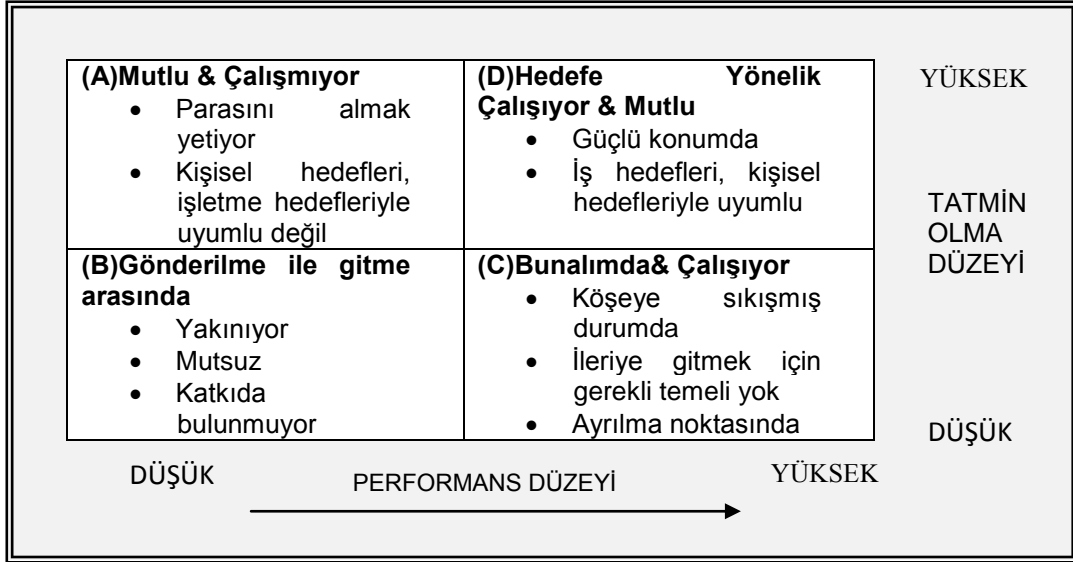 (A)Mutlu & Çalışmıyor
• Parasını almak
yetiyor
• Kişisel hedefleri,
işletme hedefleriyle
uyumlu değil
(D)Hedefe Yönelik
Çalışıyor & Mutlu
• Güçlü konumda
• İş hedefleri, kişisel
hedefleriyle uyumlu
YÜKSEK
TATMİN
OLMA
DÜZEYİ
(B)Gönderilme ile gitme
arasında
• Yakınıyor
• Mutsuz
• Katkıda
bulunmuyor
(C)Bunalımda& Çalışıyor
• Köşeye sıkışmış
durumda
• İleriye gitmek için
gerekli temeli yok
• Ayrılma noktasında
DÜŞÜK
DÜŞÜK
PERFORMANS DÜZEYİ
YÜKSEK